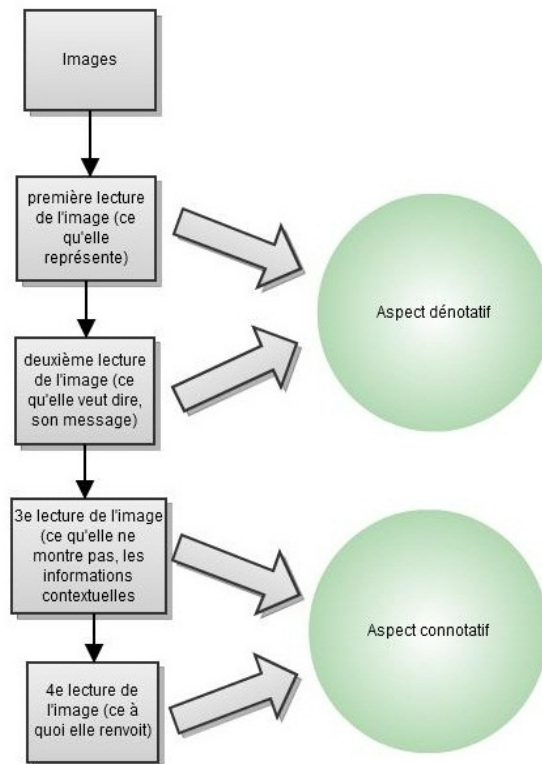 Images
première lecture
de l'image (ce
qu'elle
représente)
Aspect dénotatif
deuxième lecture
de l'image (ce
qu'elle veut dire,
son message)
3e lecture de l'image
(ce qu'elle ne
montre pas, les
informations
contextuelles
Aspect connotatif
4e lecture de
l'image (ce à
quoi elle renvoit)